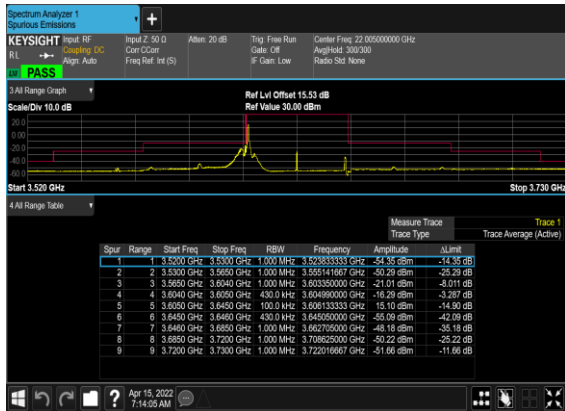 Spectrum Analyzer 1
Spurious Emissions
KEYSIGHT Input: RF Input Z: 50 Ω Atten: 20 dB Trig: Free Run Center Freq: 22.005000000 GHz
RL Coupling: DC Corr CCorr Gate: Off Avg|Hold: 300/300
Align: Auto Freq Ref: Int (S) IF Gain: Low Radio Std: None
PASS
3 All Range Graph
Ref Lvl Offset 15.53 dB
Scale/Div 10.0 dB Ref Value 30.00 dBm
20.0
0.00
-20.0
-40.0
-60.0
Start 3.520 GHz Stop 3.730 GHz
4 All Range Table
Measure Trace Trace 1
Trace Type Trace Average (Active)
Spur Range Start Freq Stop Freq RBW Frequency Amplitude ΔLimit
1 1 3.5200 GHz 3.5300 GHz 1.000 MHz 3.523833333 GHz -54.35 dBm -14.35 dB
2 2 3.5300 GHz 3.5650 GHz 1.000 MHz 3.555141667 GHz -50.29 dBm -25.29 dB
3 3 3.5650 GHz 3.6040 GHz 1.000 MHz 3.603350000 GHz -21.01 dBm -8.011 dB
4 4 3.6040 GHz 3.6050 GHz 430.0 kHz 3.604990000 GHz -16.29 dBm -3.287 dB
5 5 3.6050 GHz 3.6450 GHz 100.0 kHz 3.606133333 GHz 15.10 dBm -14.90 dB
6 6 3.6450 GHz 3.6460 GHz 430.0 kHz 3.645050000 GHz -55.09 dBm -42.09 dB
7 7 3.6460 GHz 3.6850 GHz 1.000 MHz 3.662705000 GHz -48.18 dBm -35.18 dB
8 8 3.6850 GHz 3.7200 GHz 1.000 MHz 3.708625000 GHz -50.22 dBm -25.22 dB
9 9 3.7200 GHz 3.7300 GHz 1.000 MHz 3.722016667 GHz -51.66 dBm -11.66 dB
Apr 15, 2022
7:14:05 AM